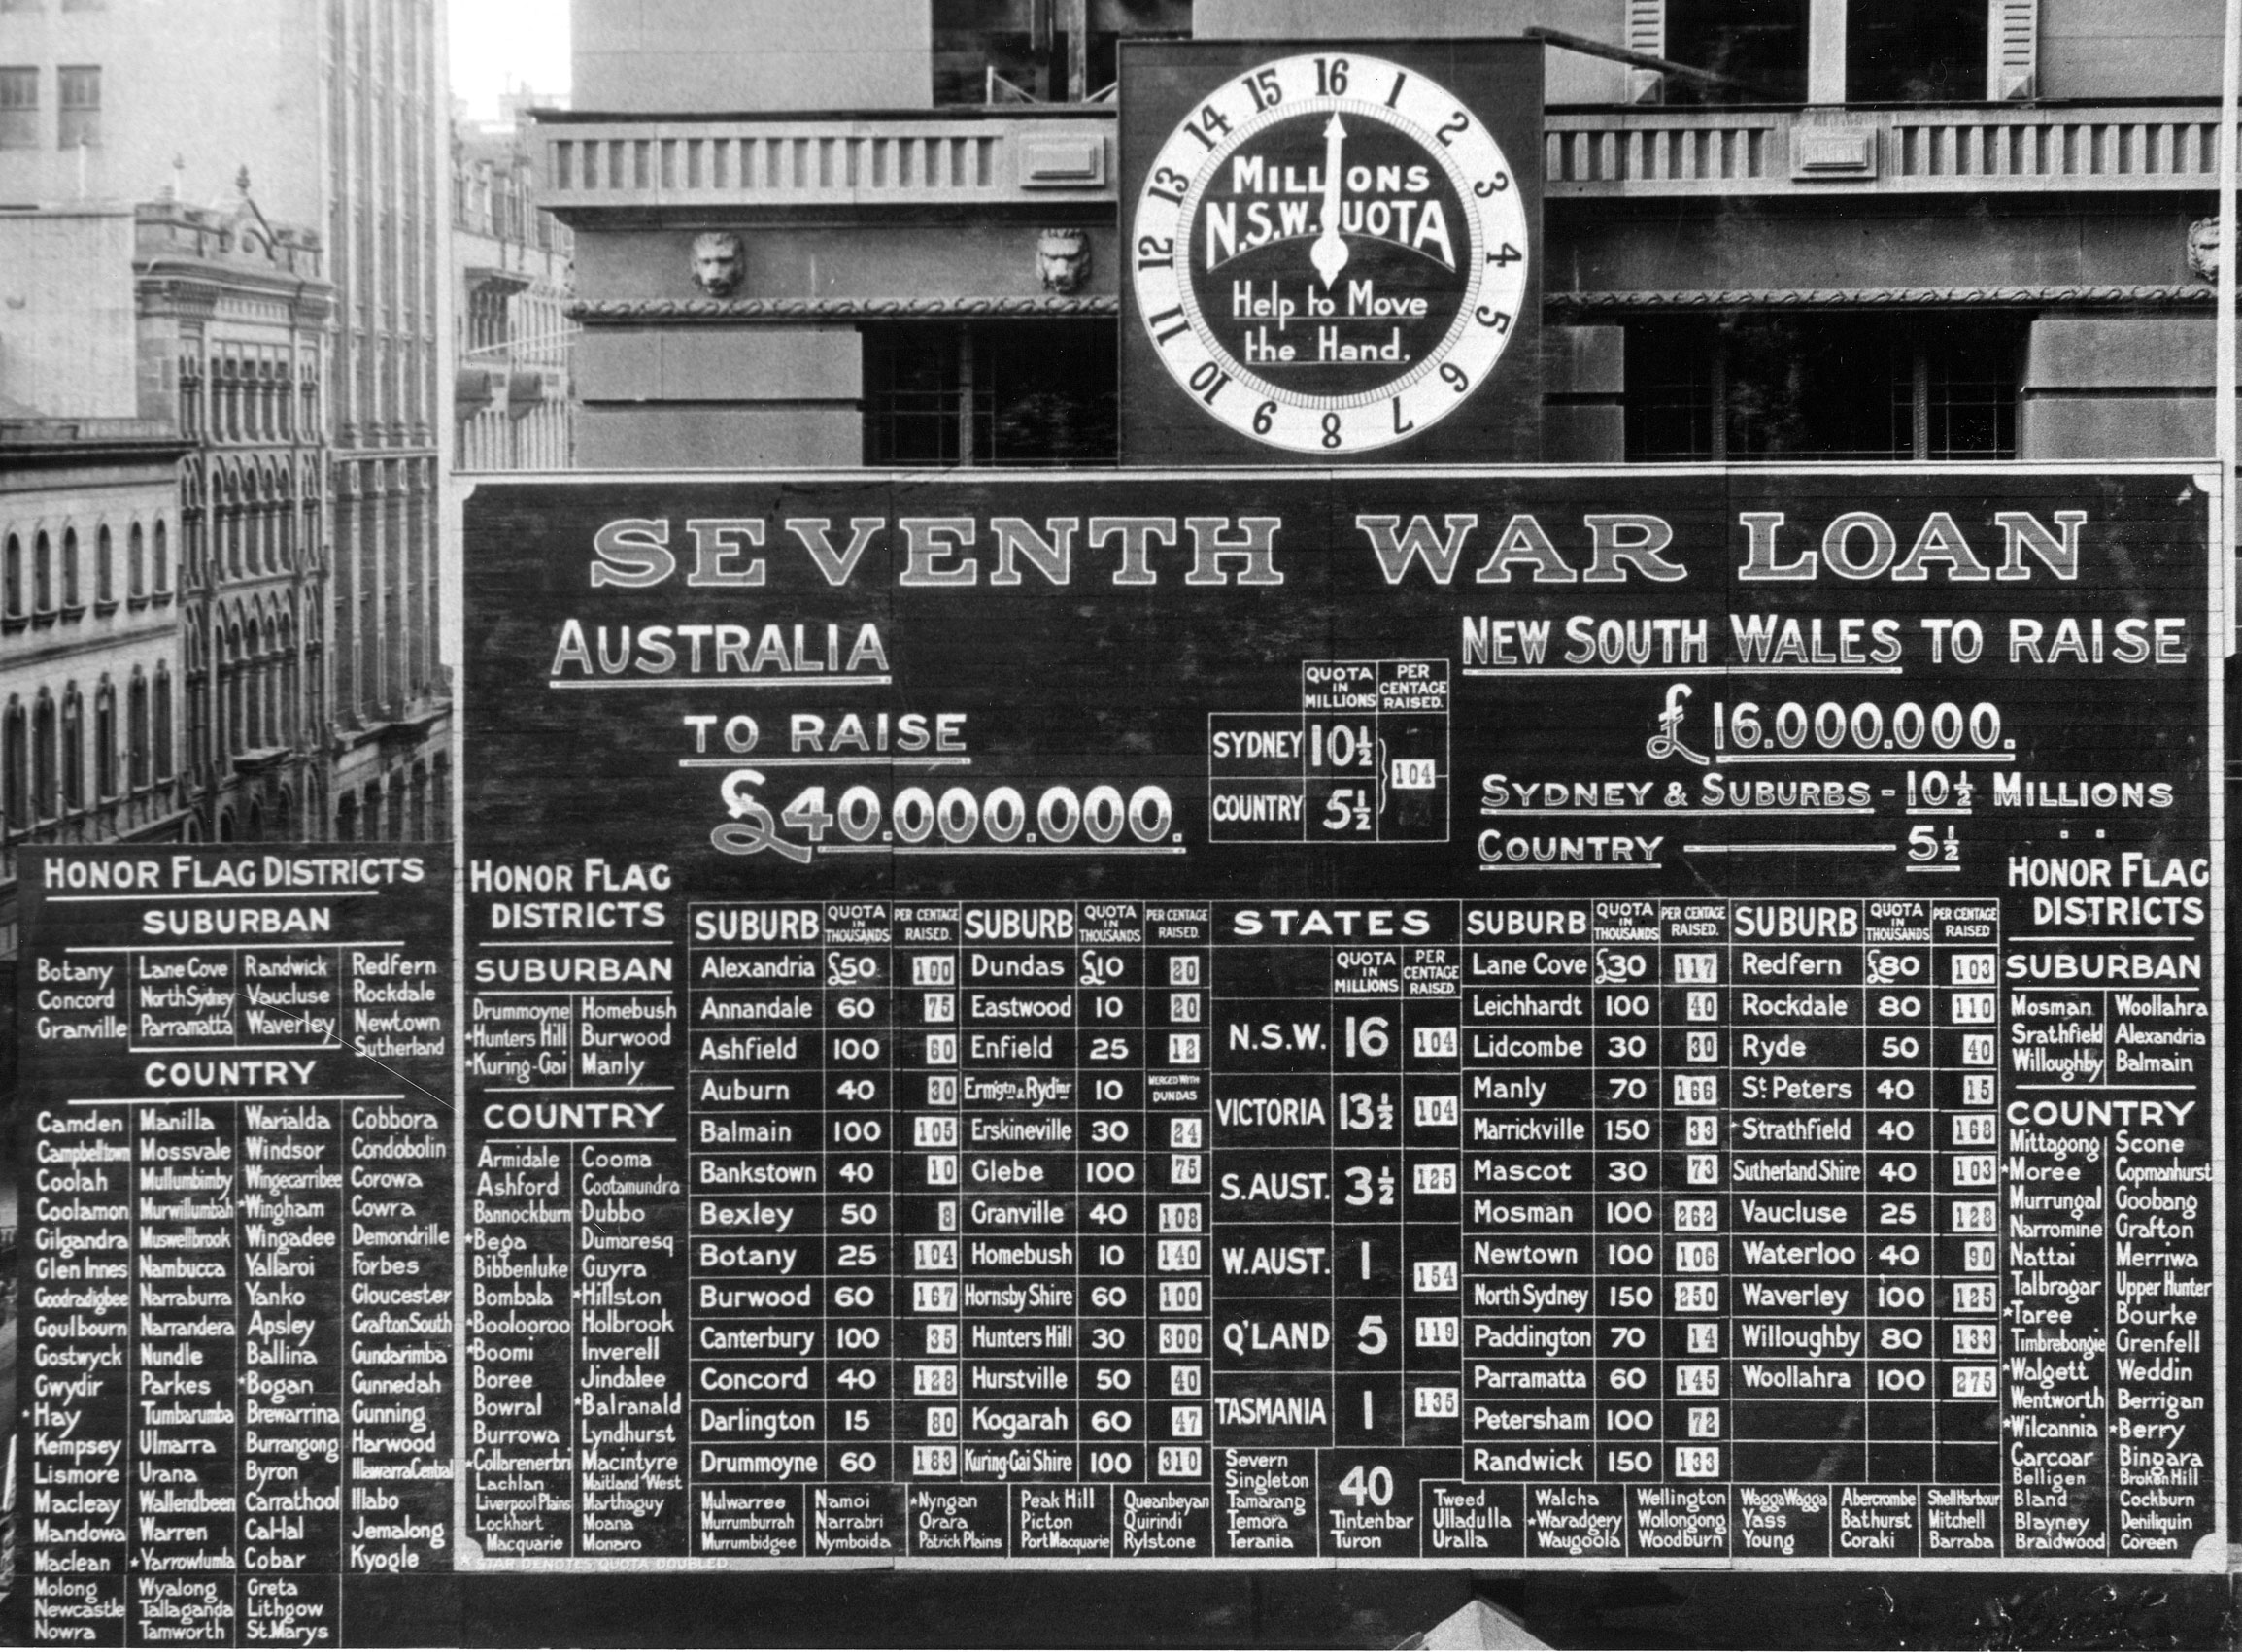 16 1 2 3 4 5 6 7 8 9 10 11 12 13 14 15
MILLIONS
N.S.W. QUOTA
Help to Move
the Hand.
SEVENTH WAR LOAN
AUSTRALIA
TO RAISE
£40.000.000.
QUOTA IN MILLIONS PER CENTAGE RAISED.
SYDNEY 10½
104
COUNTRY 5½
NEW SOUTH WALES TO RAISE
£16.000.000.
SYDNEY & SUBURBS - 10½ MILLIONS
COUNTRY 5½ " "
HONOR FLAG DISTRICTS
SUBURBAN
Botany Lane Cove Randwick Redfern
Concord North Sydney Vaucluse Rockdale
Granville Parramatta Waverley Newtown
Sutherland
COUNTRY
Camden Manilla Warialda Cobbora
Campbelltown Mossvale Windsor Condobolin
Coolah Mullumbimby Wingecarribee Corowa
Coolamon Murwillumbah *Wingham Cowra
Gilgandra Muswellbrook Wingadee Demondrille
Glen Innes Nambucca Yallaroi Forbes
Goodradigbee Narraburra Yanko Gloucester
Goulbourn Narrandera Apsley Grafton South
Gostwyck Nundle Ballina Gundarimba
Gwydir Parkes *Bogan Gunnedah
*Hay Tumbarumba Brewarrina Gunning
Kempsey Ulmarra Burrangong Harwood
Lismore Urana Byron Illawarra Central
Macleay Wallendbeen Carrathool Illabo
Mandowa Warren Cal-lal Jemalong
Maclean *Yarrowlumla Cobar Kyogle
Molong Wyalong Greta
Newcastle Tallaganda Lithgow
Nowra Tamworth St.Marys
HONOR FLAG
DISTRICTS
SUBURBAN
Drummoyne Homebush
*Hunters Hill Burwood
*Kuring-Gai Manly
COUNTRY
Armidale Cooma
Ashford Cootamundra
Bannockburn Dubbo
*Bega Dumaresq
Bibbenluke Guyra
Bombala *Hillston
*Boolooroo Holbrook
*Boomi Inverell
Boree Jindalee
Bowral *Balranald
Burrowa Lyndhurst
*Collarenerbri Macintyre
Lachlan Maitland West
Liverpool Plains Marthaguy
Lockhart Moana
Macquarie Monaro
* STAR DENOTES QUOTA DOUBLED.
SUBURB QUOTA IN THOUSANDS PER CENTAGE RAISED.
Alexandria £50 100
Annandale 60 75
Ashfield 100 60
Auburn 40 30
Balmain 100 105
Bankstown 40 10
Bexley 50 8
Botany 25 104
Burwood 60 167
Canterbury 100 35
Concord 40 128
Darlington 15 80
Drummoyne 60 183
SUBURB QUOTA IN THOUSANDS PER CENTAGE RAISED.
Dundas £10 20
Eastwood 10 20
Enfield 25 12
Erm'gtn & Ryd'mr 10 MERGED WITH DUNDAS
Erskineville 30 24
Glebe 100 75
Granville 40 108
Homebush 10 140
Hornsby Shire 60 100
Hunters Hill 30 300
Hurstville 50 40
Kogarah 60 47
Kuring-Gai Shire 100 310
STATES
QUOTA IN MILLIONS PER CENTAGE RAISED.
N.S.W. 16 104
VICTORIA 13½ 104
S.AUST. 3½ 125
W.AUST. 1 154
Q'LAND 5 119
TASMANIA 1 135
40
SUBURB QUOTA IN THOUSANDS PER CENTAGE RAISED.
Lane Cove £30 117
Leichhardt 100 40
Lidcombe 30 30
Manly 70 166
Marrickville 150 33
Mascot 30 73
Mosman 100 262
Newtown 100 106
North Sydney 150 250
Paddington 70 14
Parramatta 60 145
Petersham 100 72
Randwick 150 133
SUBURB QUOTA IN THOUSANDS PER CENTAGE RAISED
Redfern £80 103
Rockdale 80 110
Ryde 50 40
St. Peters 40 15
Strathfield 40 168
Sutherland Shire 40 103
Vaucluse 25 128
Waterloo 40 90
Waverley 100 125
Willoughby 80 133
Woollahra 100 275
Mulwarree Namoi *Nyngan Peak Hill Queanbeyan
Murrumburrah Narrabri Orara Picton Quirindi
Murrumbidgee Nymboida Patrick Plains Port Macquarie Rylstone
Severn
Singleton
Tamarang
Temora Tintenbar
Terania Turon
Tweed Walcha Wellington Wagga Wagga Abercrombe Shell Harbour
Ulladulla *Waradgery Wollongong Yass Bathurst Mitchell
Uralla Waugoola Woodburn Young Coraki Barraba
HONOR FLAG
DISTRICTS
SUBURBAN
Mosman Woollahra
Srathfield Alexandria
Willoughby Balmain
COUNTRY
Mittagong Scone
*Moree Copmanhurst
Murrungal Goobang
Narromine Grafton
Nattai Merriwa
Talbragar Upper Hunter
*Taree Bourke
Timbrebongie Grenfell
*Walgett Weddin
Wentworth Berrigan
*Wilcannia *Berry
Carcoar Bingara
Belligen Broken Hill
Bland Cockburn
Blayney Deniliquin
Braidwood Coreen